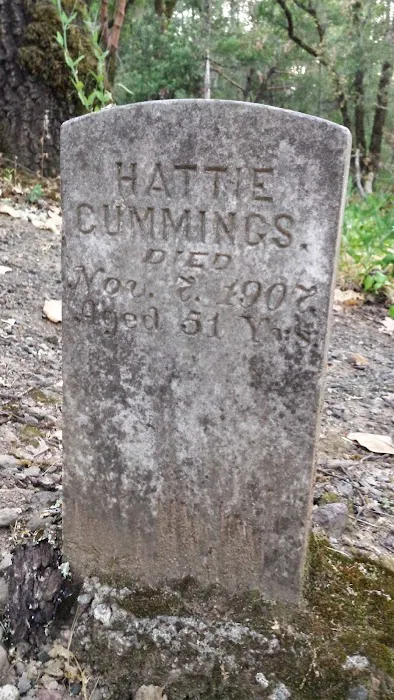 HATTIE
CUMMINGS.
DIED
Nov. 7. 1907.
Aged 51 Yrs.